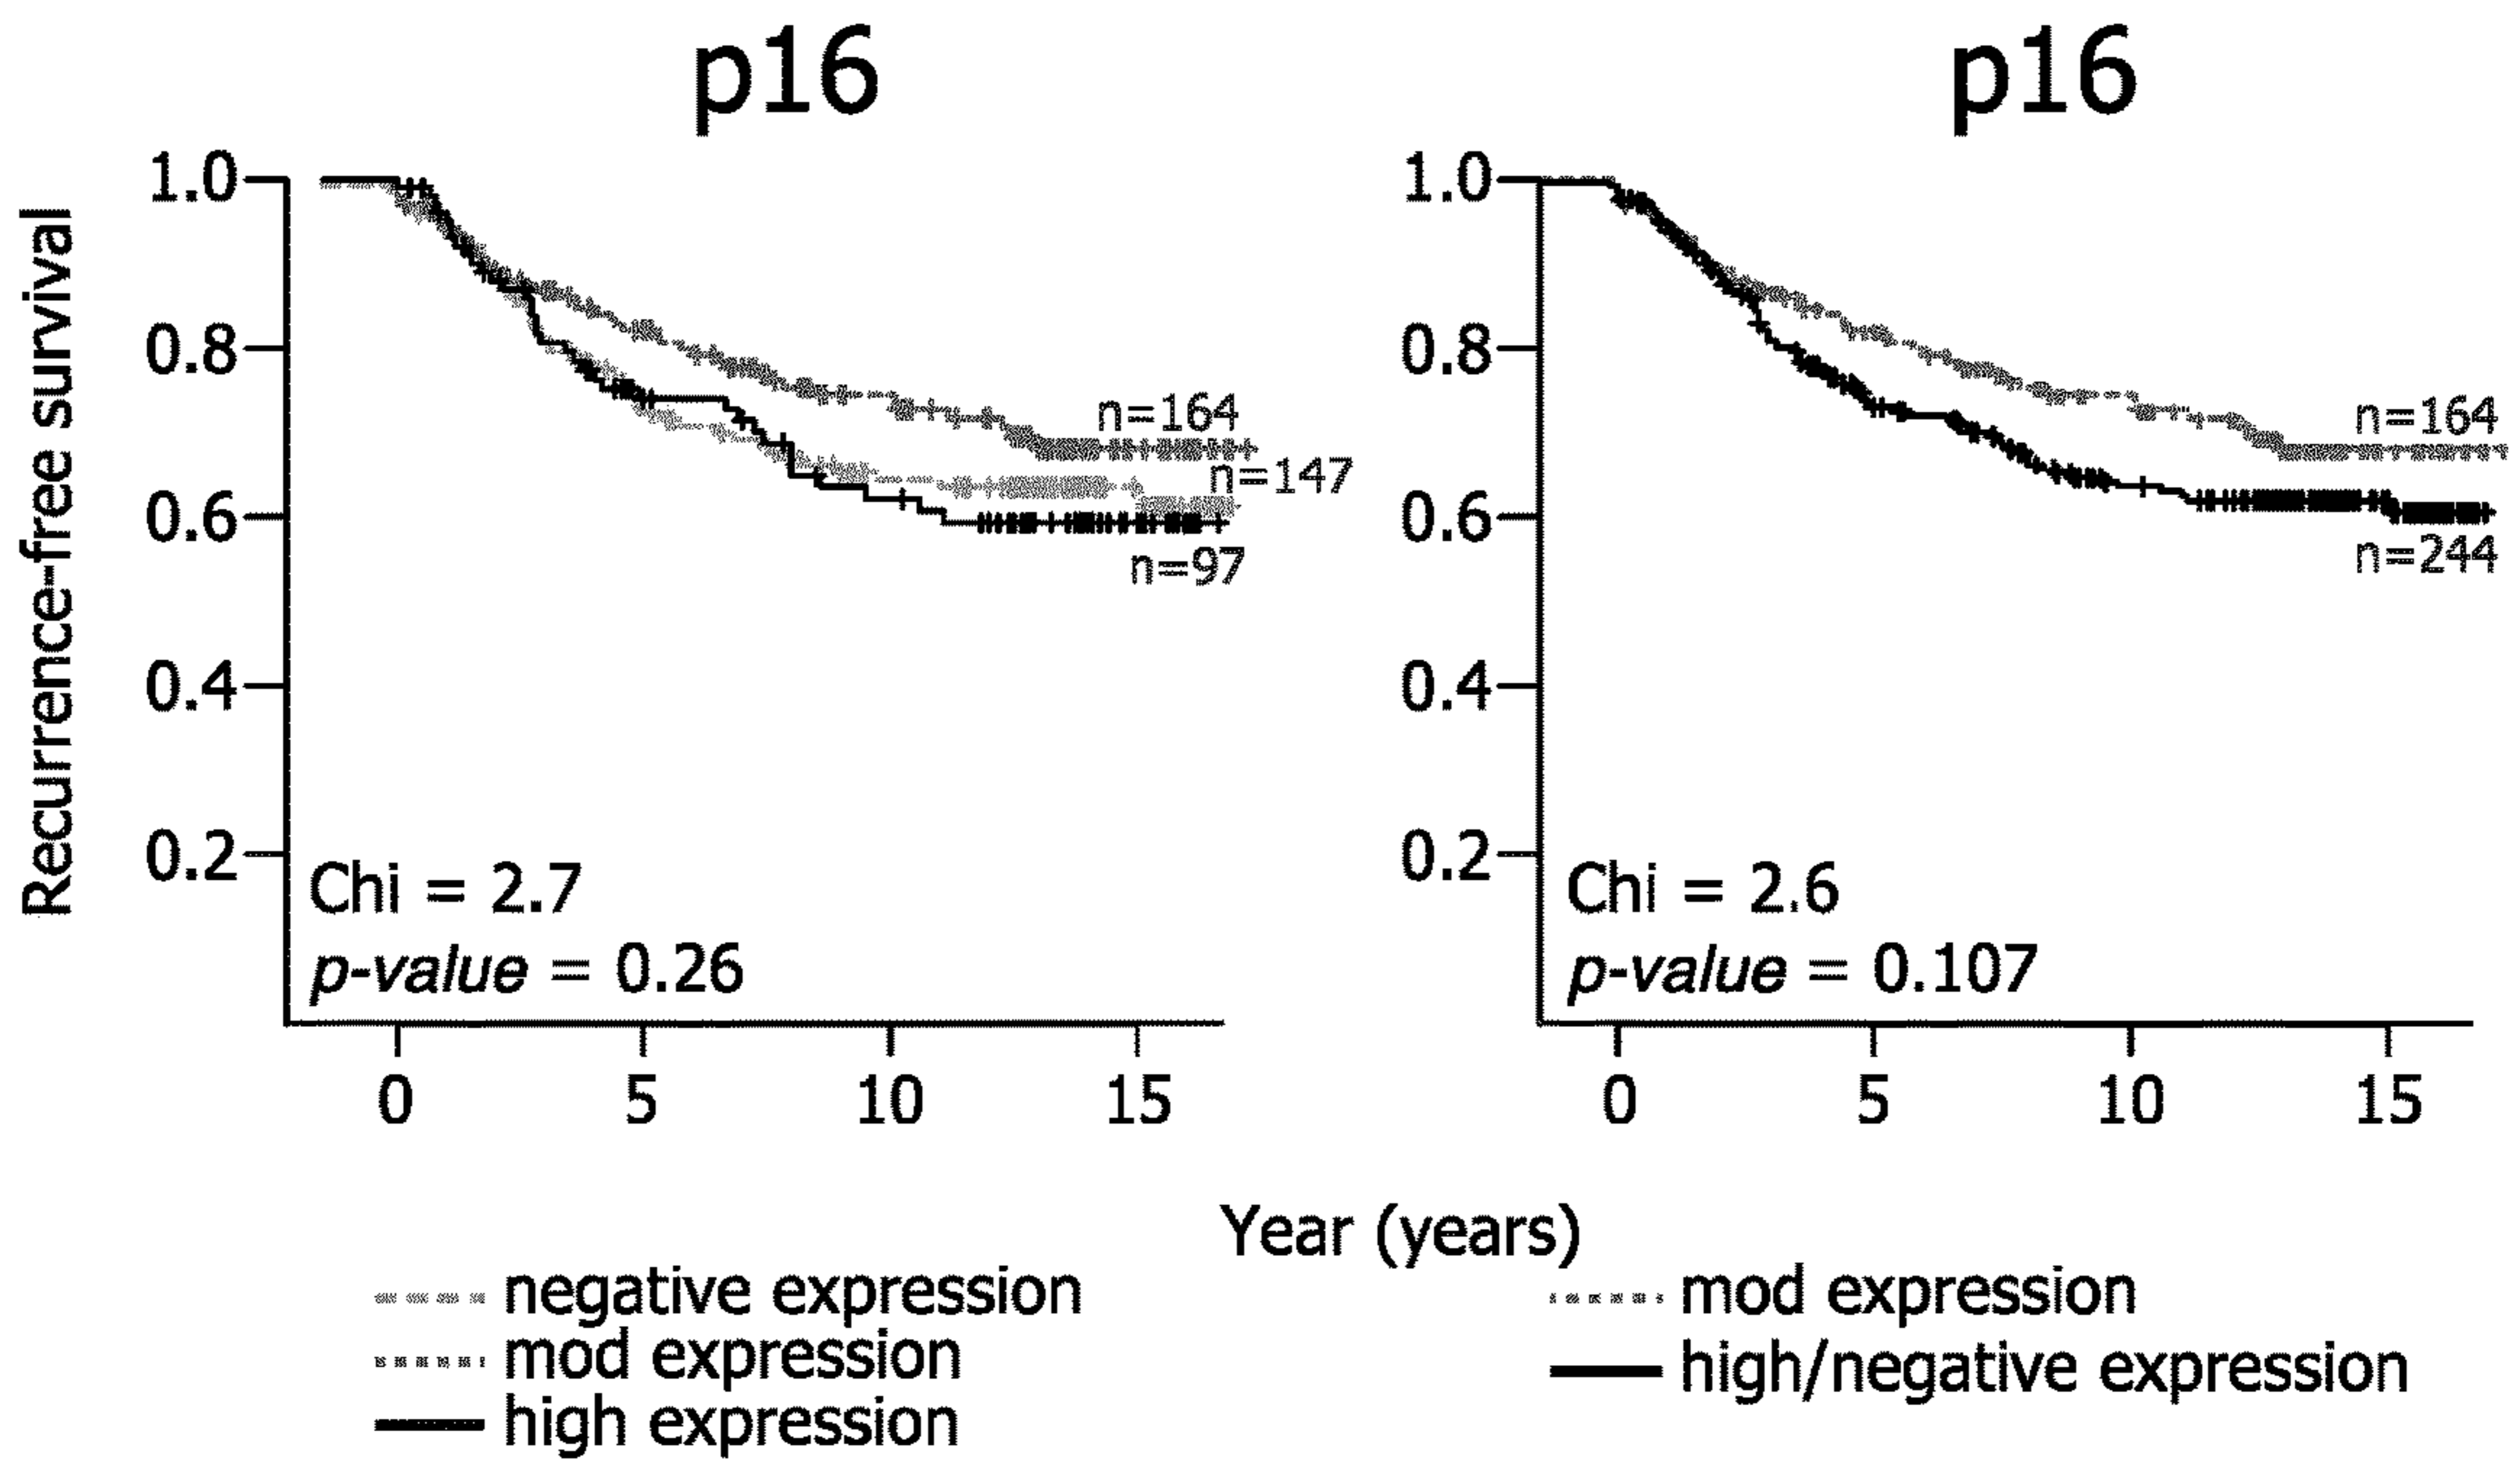 p16
Recurrence-free survival
1.0
0.8
0.6
0.4
0.2
n=164
n=147
n=97
Chi = 2.7
p-value = 0.26
0 5 10 15
p16
1.0
0.8
0.6
0.4
0.2
n=164
n=244
Chi = 2.6
p-value = 0.107
0 5 10 15
Year (years)
negative expression
mod expression
high expression
mod expression
high/negative expression